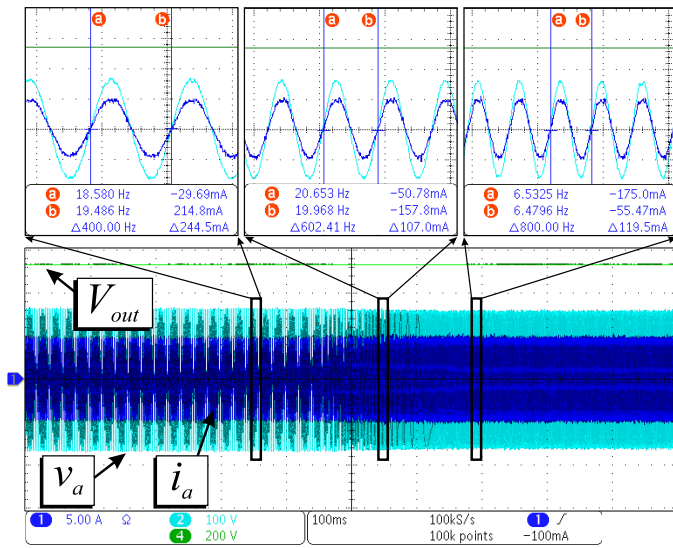 a b
a b
a b
a 18.580 Hz −29.69mA
b 19.486 Hz 214.8mA
Δ400.00 Hz Δ244.5mA
a 20.653 Hz −50.78mA
b 19.968 Hz −157.8mA
Δ602.41 Hz Δ107.0mA
a 6.5325 Hz −175.0mA
b 6.4796 Hz −55.47mA
Δ800.00 Hz Δ119.5mA
Vout
1
va
ia
1 5.00 A Ω 2 100 V 100ms 100kS/s 1
4 200 V 100k points −100mA